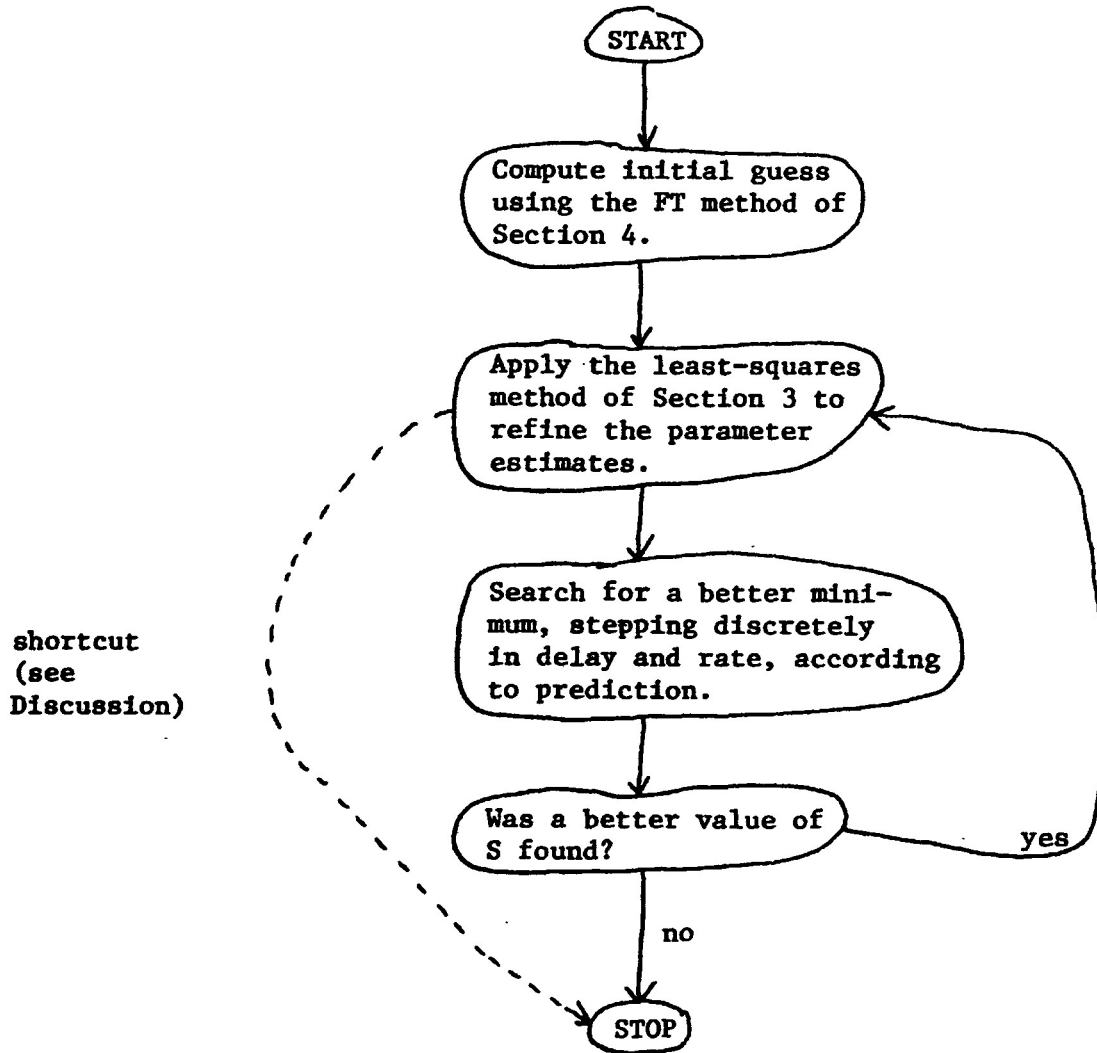 START
Compute initial guess
using the FT method of
Section 4.
Apply the least-squares
method of Section 3 to
refine the parameter
estimates.
Search for a better mini-
mum, stepping discretely
in delay and rate, according
to prediction.
shortcut
(see
Discussion)
Was a better value of
S found?
yes
no
STOP